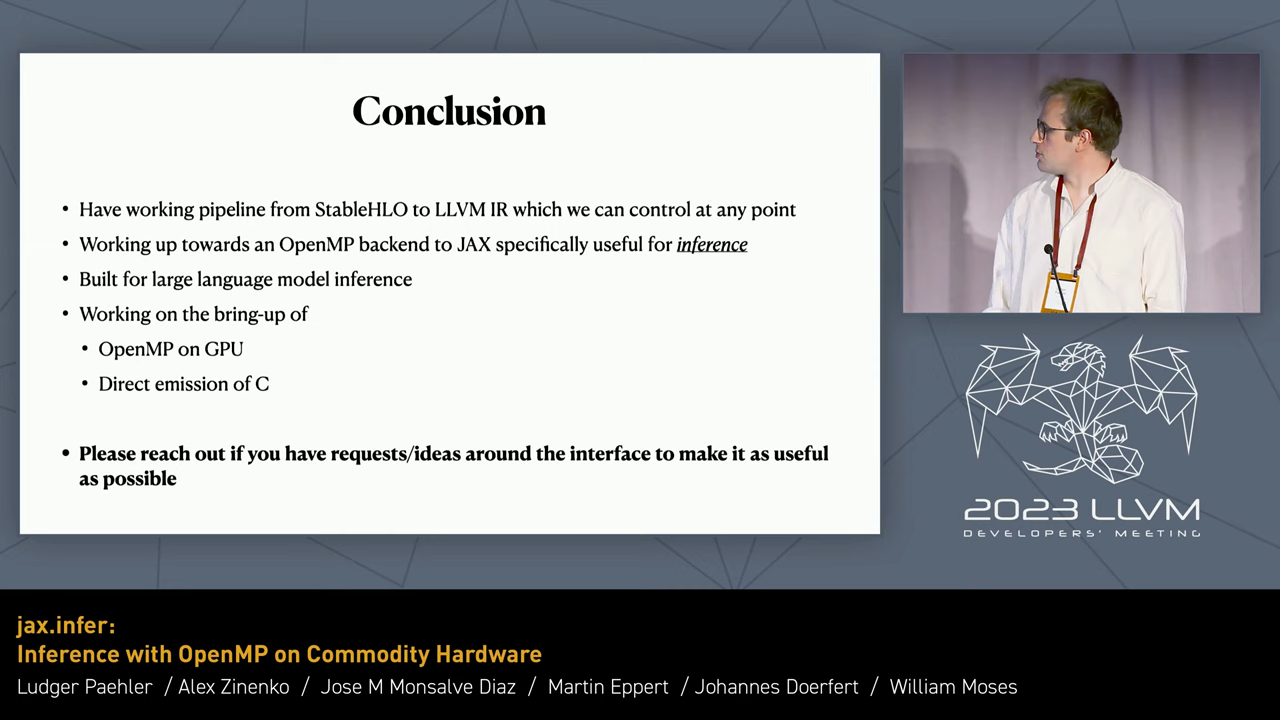 Conclusion
• Have working pipeline from StableHLO to LLVM IR which we can control at any point
• Working up towards an OpenMP backend to JAX specifically useful for inference
• Built for large language model inference
• Working on the bring-up of
• OpenMP on GPU
• Direct emission of C
• Please reach out if you have requests/ideas around the interface to make it as useful
as possible
2023 LLVM
DEVELOPERS' MEETING
jax.infer:
Inference with OpenMP on Commodity Hardware
Ludger Paehler / Alex Zinenko / Jose M Monsalve Diaz / Martin Eppert / Johannes Doerfert / William Moses